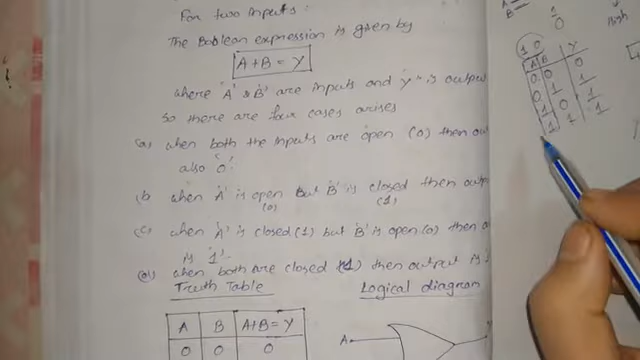 For two inputs:
The Boolean expression is given by
A+B = Y
where 'A' & 'B' are inputs and 'Y' is output
So there are four cases arises
(a) when both the inputs are open (0) then
also '0'.
(b when 'A' is open but 'B' is closed then
(0) (1)
(c) when 'A' is closed (1) but 'B' is open (0) then
is '1'.
(d) when both are closed (1) then output is
Truth Table Logical diagram
A B A+B = Y
0 0 0
A
A
B
0
High
1 0
A B Y
0 0 0
0 1 1
1 0 1
1 1 1